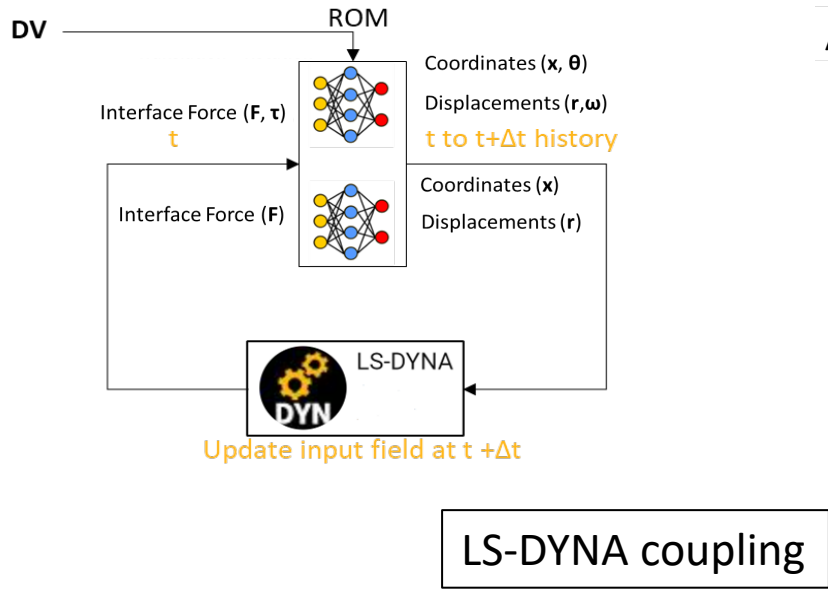 DV
ROM
Coordinates (x, θ)
Interface Force (F, τ)
Displacements (r,ω)
t
t to t+Δt history
Coordinates (x)
Interface Force (F)
Displacements (r)
LS-DYNA
DYN
Update input field at t +Δt
LS-DYNA coupling